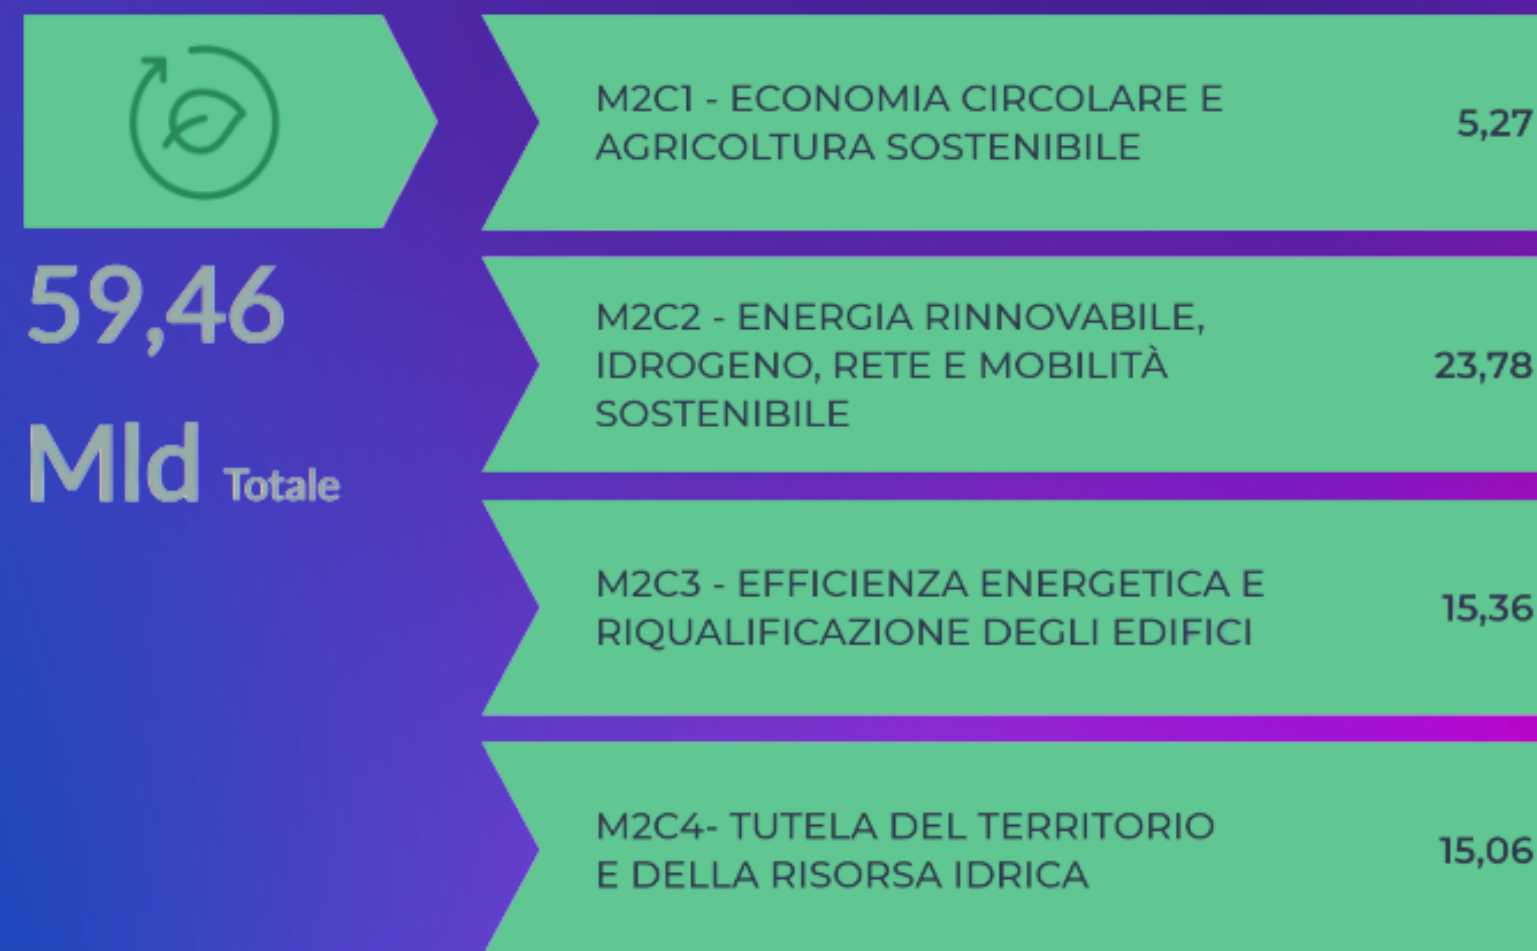 59,46
Mld Totale
M2C1 - ECONOMIA CIRCOLARE E
AGRICOLTURA SOSTENIBILE
5,27
M2C2 - ENERGIA RINNOVABILE,
IDROGENO, RETE E MOBILITÀ
SOSTENIBILE
23,78
M2C3 - EFFICIENZA ENERGETICA E
RIQUALIFICAZIONE DEGLI EDIFICI
15,36
M2C4- TUTELA DEL TERRITORIO
E DELLA RISORSA IDRICA
15,06